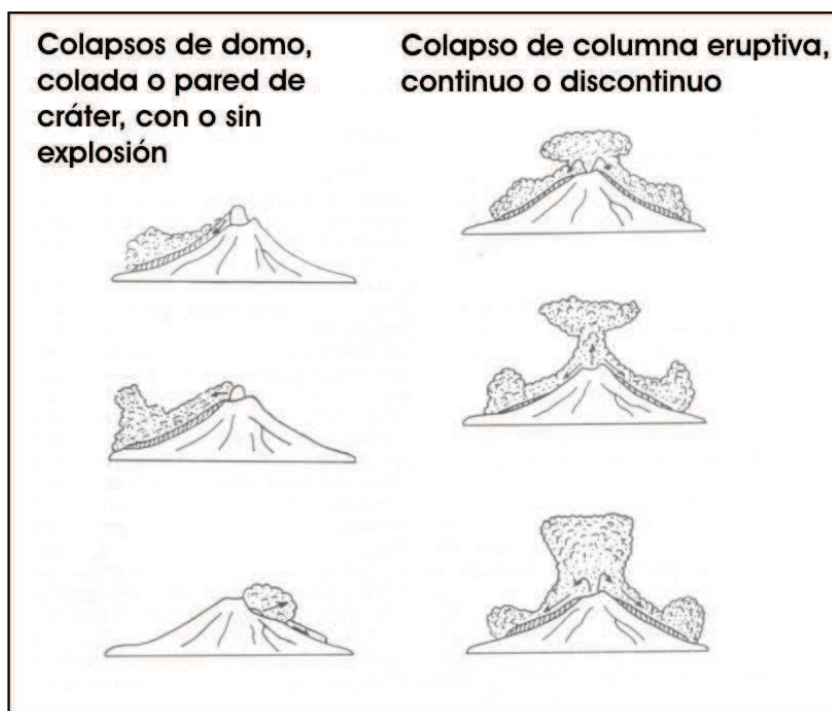 Colapsos de domo,
colada o pared de
cráter, con o sin
explosión
Colapso de columna eruptiva,
continuo o discontinuo